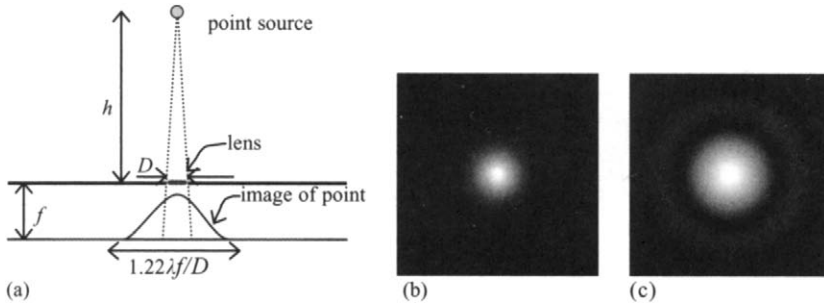 point source
h
lens
D
f
image of point
1.22λf/D
(a)
(b)
(c)